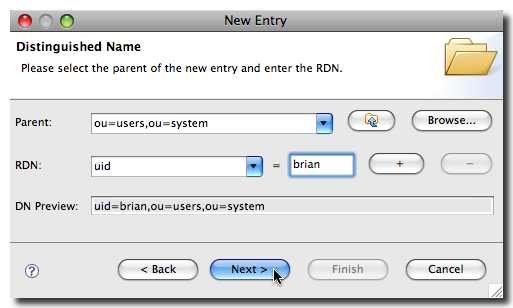 New Entry
Distinguished Name
Please select the parent of the new entry and enter the RDN.
Parent: ou=users,ou=system Browse...
RDN: uid = brian + −
DN Preview: uid=brian,ou=users,ou=system
? < Back Next > Finish Cancel